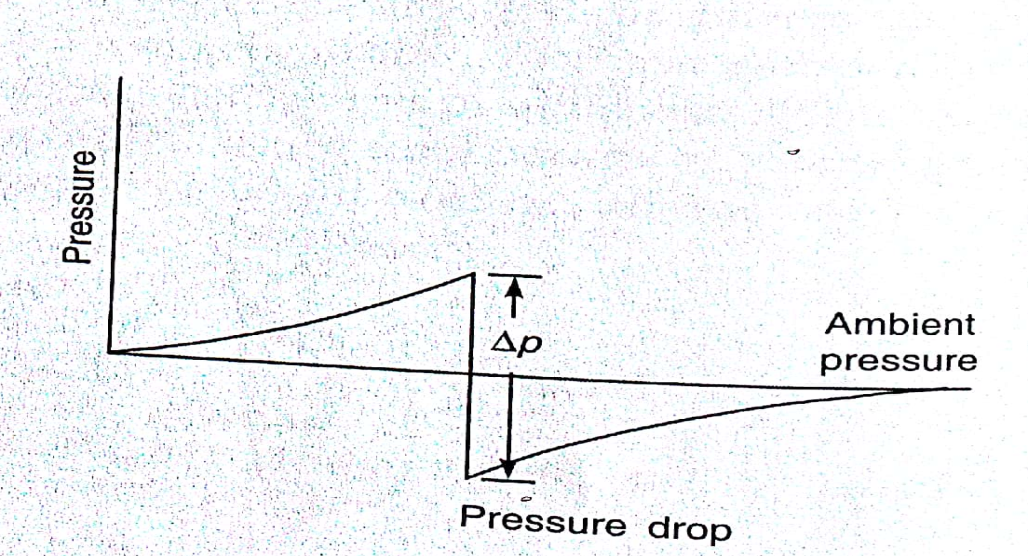 Pressure
Δp
Ambient
pressure
Pressure drop